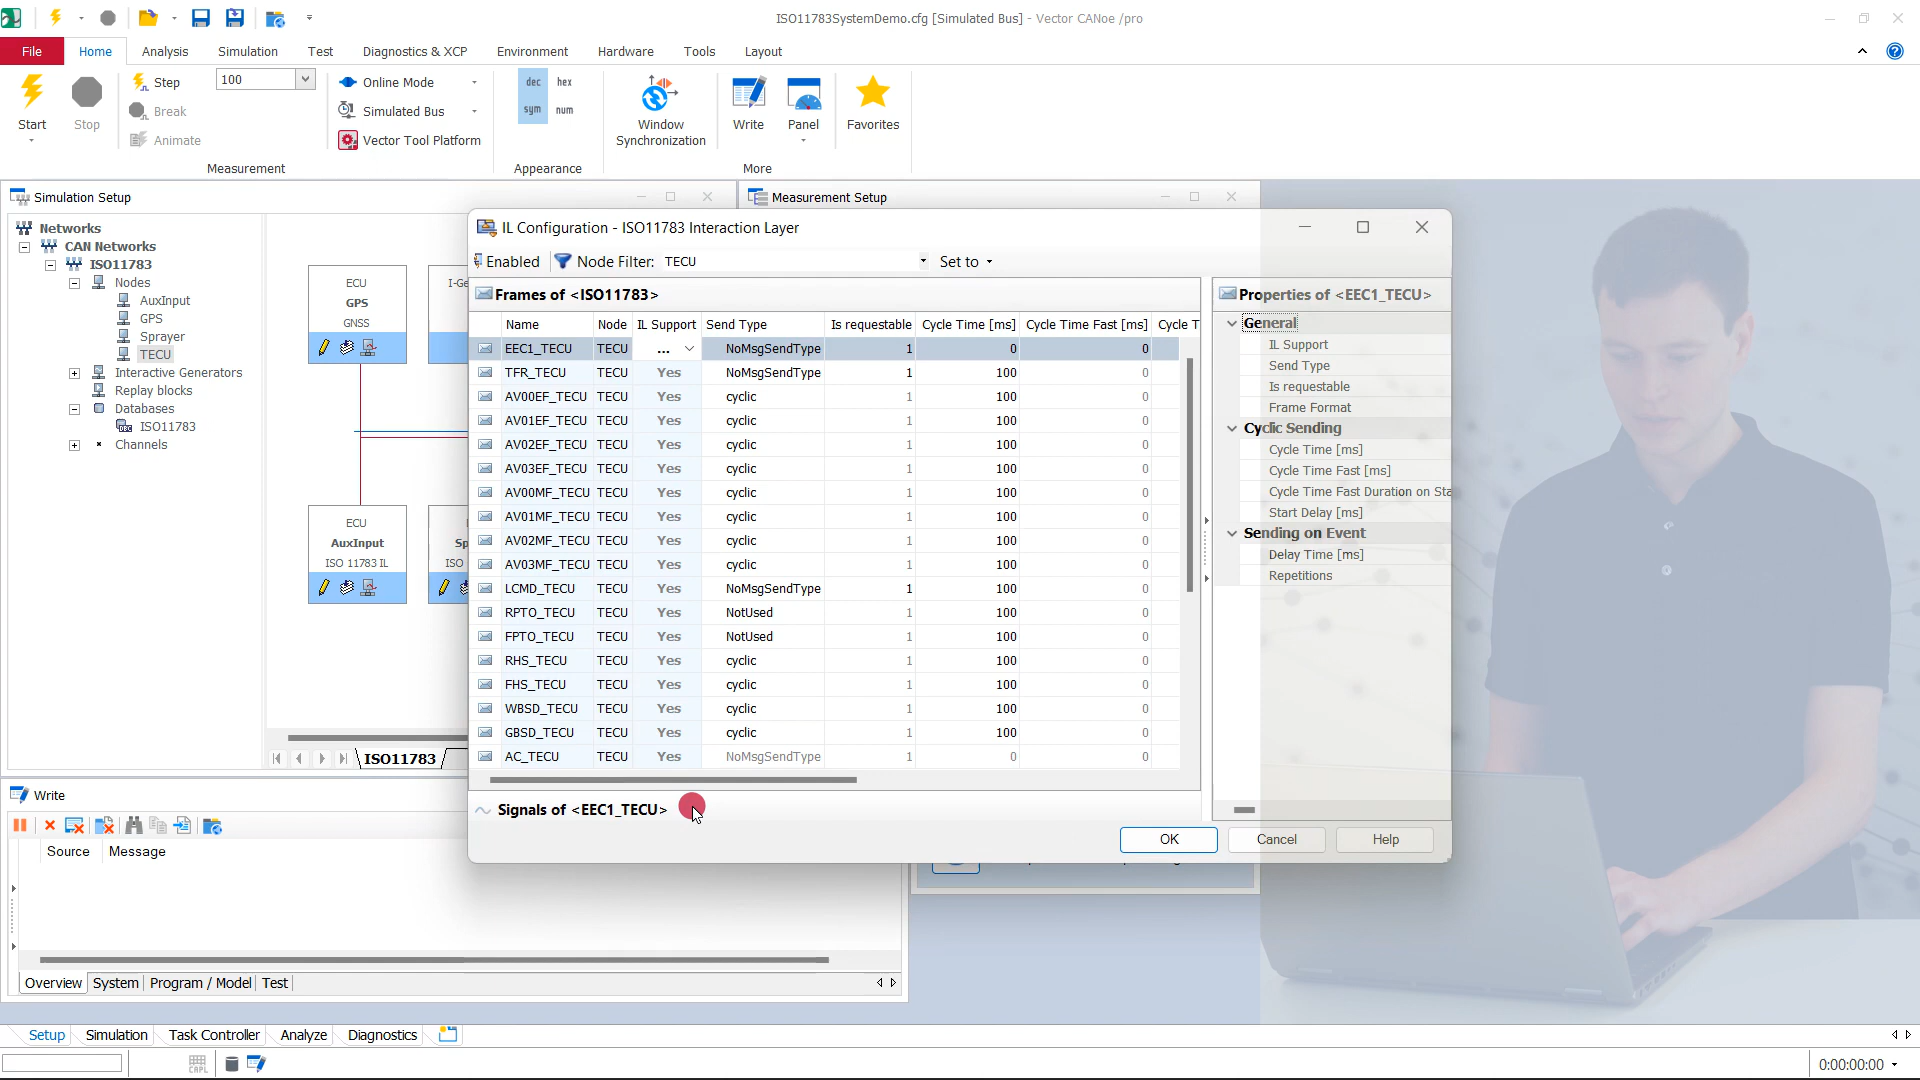 ISO11783SystemDemo.cfg [Simulated Bus] - Vector CANoe /pro
File Home Analysis Simulation Test Diagnostics & XCP Environment Hardware Tools Layout
Start
Stop
Step 100
Break
Animate
Measurement
Online Mode
Simulated Bus
Vector Tool Platform
dec hex
sym num
Appearance
Window
Synchronization
Write
Panel
More
Favorites
Simulation Setup
Measurement Setup
Networks
CAN Networks
ISO11783
Nodes
AuxInput
GPS
Sprayer
TECU
Interactive Generators
Replay blocks
Databases
ISO11783
Channels
ECU
GPS
GNSS
I-Ge
ECU
AuxInput
ISO 11783 IL
Sp
ISO
ISO11783
IL Configuration - ISO11783 Interaction Layer
Enabled Node Filter: TECU Set to
Frames of <ISO11783>
Name Node IL Support Send Type Is requestable Cycle Time [ms] Cycle Time Fast [ms] Cycle T
EEC1_TECU TECU ... NoMsgSendType 1 0 0
TFR_TECU TECU Yes NoMsgSendType 1 100 0
AV00EF_TECU TECU Yes cyclic 1 100 0
AV01EF_TECU TECU Yes cyclic 1 100 0
AV02EF_TECU TECU Yes cyclic 1 100 0
AV03EF_TECU TECU Yes cyclic 1 100 0
AV00MF_TECU TECU Yes cyclic 1 100 0
AV01MF_TECU TECU Yes cyclic 1 100 0
AV02MF_TECU TECU Yes cyclic 1 100 0
AV03MF_TECU TECU Yes cyclic 1 100 0
LCMD_TECU TECU Yes NoMsgSendType 1 100 0
RPTO_TECU TECU Yes NotUsed 1 100 0
FPTO_TECU TECU Yes NotUsed 1 100 0
RHS_TECU TECU Yes cyclic 1 100 0
FHS_TECU TECU Yes cyclic 1 100 0
WBSD_TECU TECU Yes cyclic 1 100 0
GBSD_TECU TECU Yes cyclic 1 100 0
AC_TECU TECU Yes NoMsgSendType 1 0 0
Signals of <EEC1_TECU>
Properties of <EEC1_TECU>
General
IL Support
Send Type
Is requestable
Frame Format
Cyclic Sending
Cycle Time [ms]
Cycle Time Fast [ms]
Cycle Time Fast Duration on Sta
Start Delay [ms]
Sending on Event
Delay Time [ms]
Repetitions
OK Cancel Help
Write
Source Message
Overview System Program / Model Test
Setup Simulation Task Controller Analyze Diagnostics
CAPL
0:00:00:00